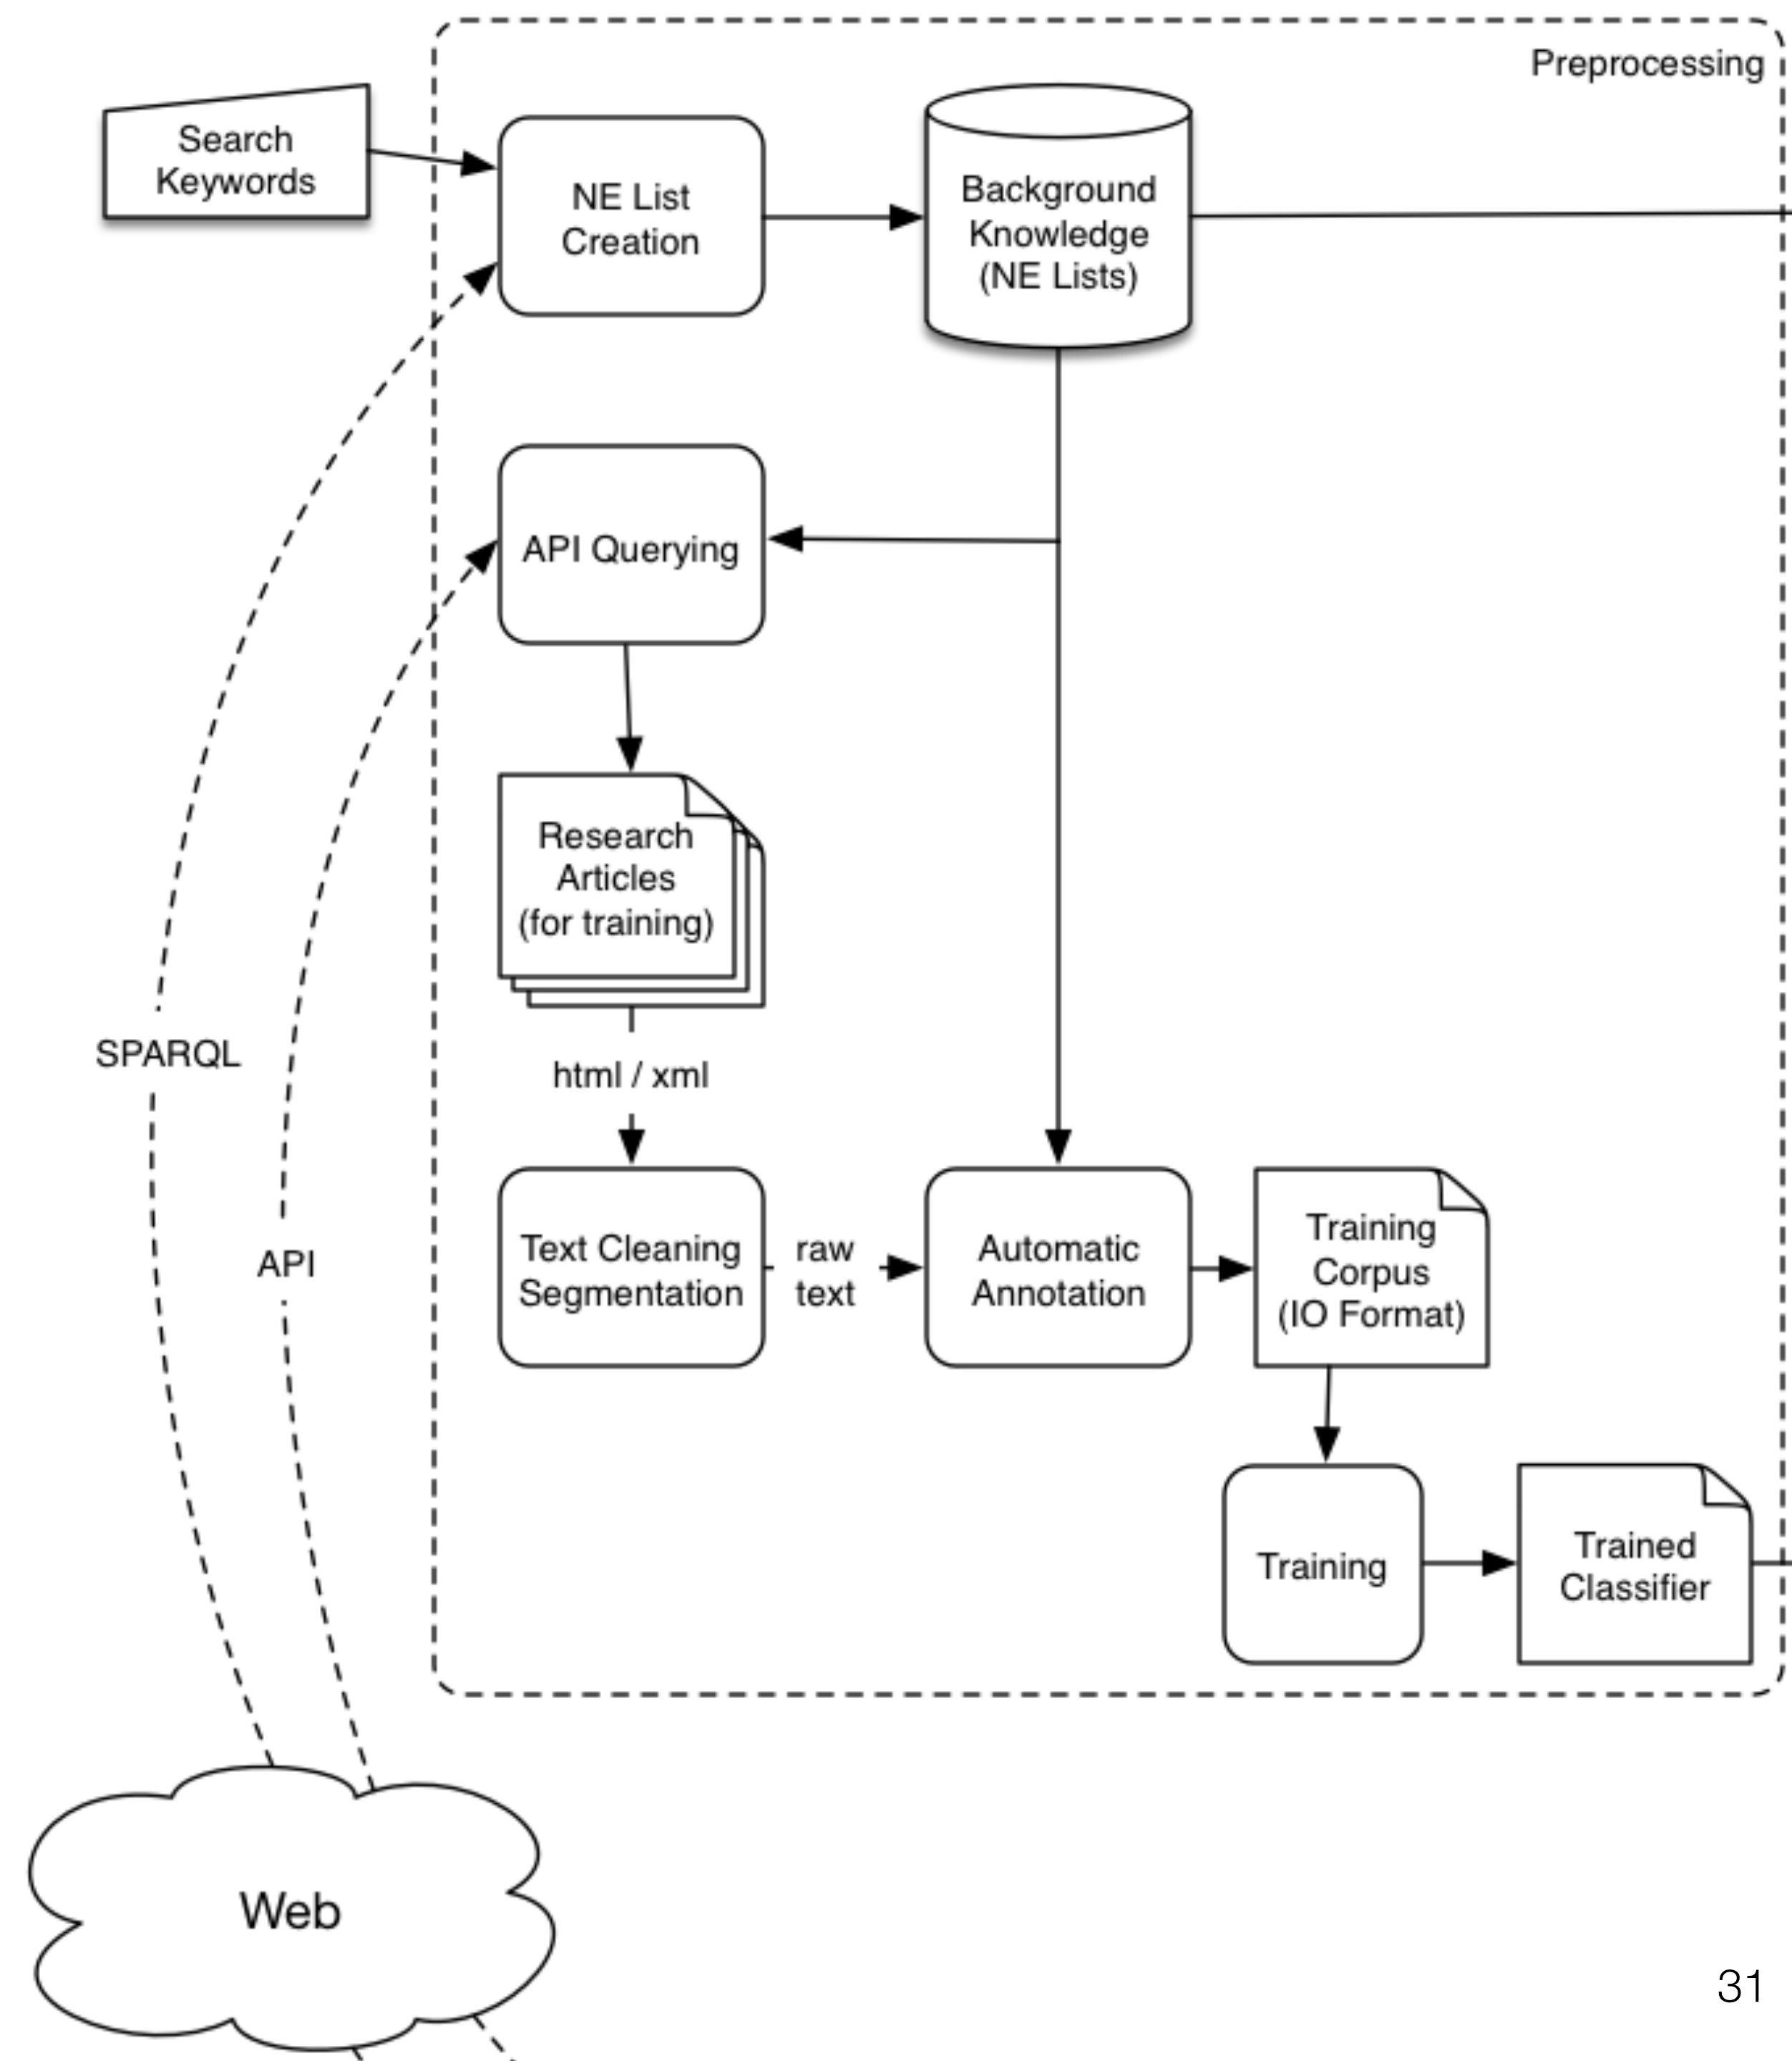 Preprocessing
Search
Keywords
NE List
Creation
Background
Knowledge
(NE Lists)
API Querying
Research
Articles
(for training)
SPARQL
html / xml
API
Text Cleaning
Segmentation
raw
text
Automatic
Annotation
Training
Corpus
(IO Format)
Training
Trained
Classifier
Web
31